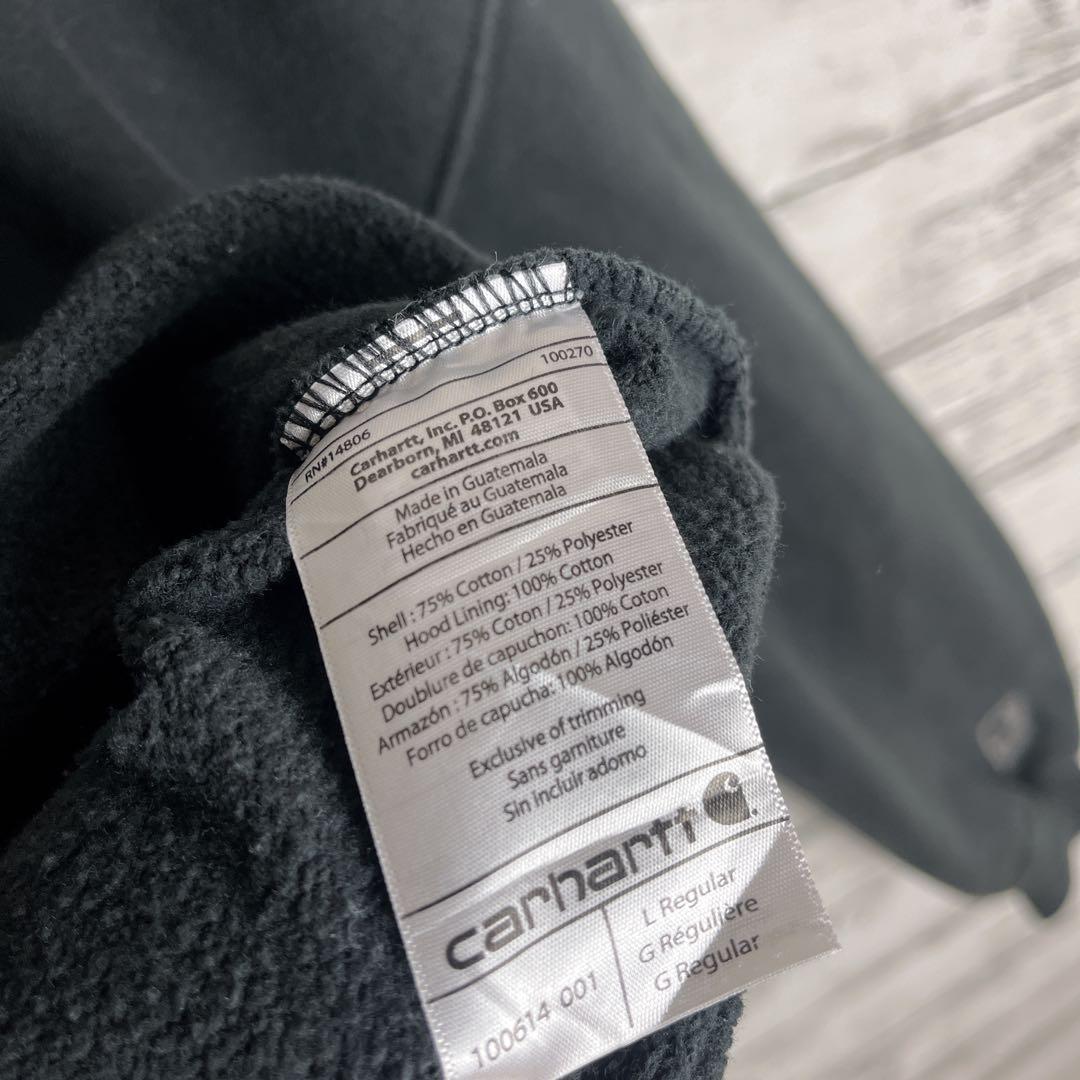 RN#14806 100270
Carhartt, Inc. P.O. Box 600
Dearborn, MI 48121 USA
carhartt.com
Made in Guatemala
Fabriqué au Guatemala
Hecho en Guatemala
Shell : 75% Cotton / 25% Polyester
Hood Lining: 100% Cotton
Extérieur : 75% Coton / 25% Polyester
Doublure de capuchon: 100% Coton
Armazón : 75% Algodón / 25% Poliéster
Forro de capucha: 100% Algodón
Exclusive of trimming
Sans garniture
Sin incluir adorno
carhartt
100614 001
L Regular
G Régulière
G Regular